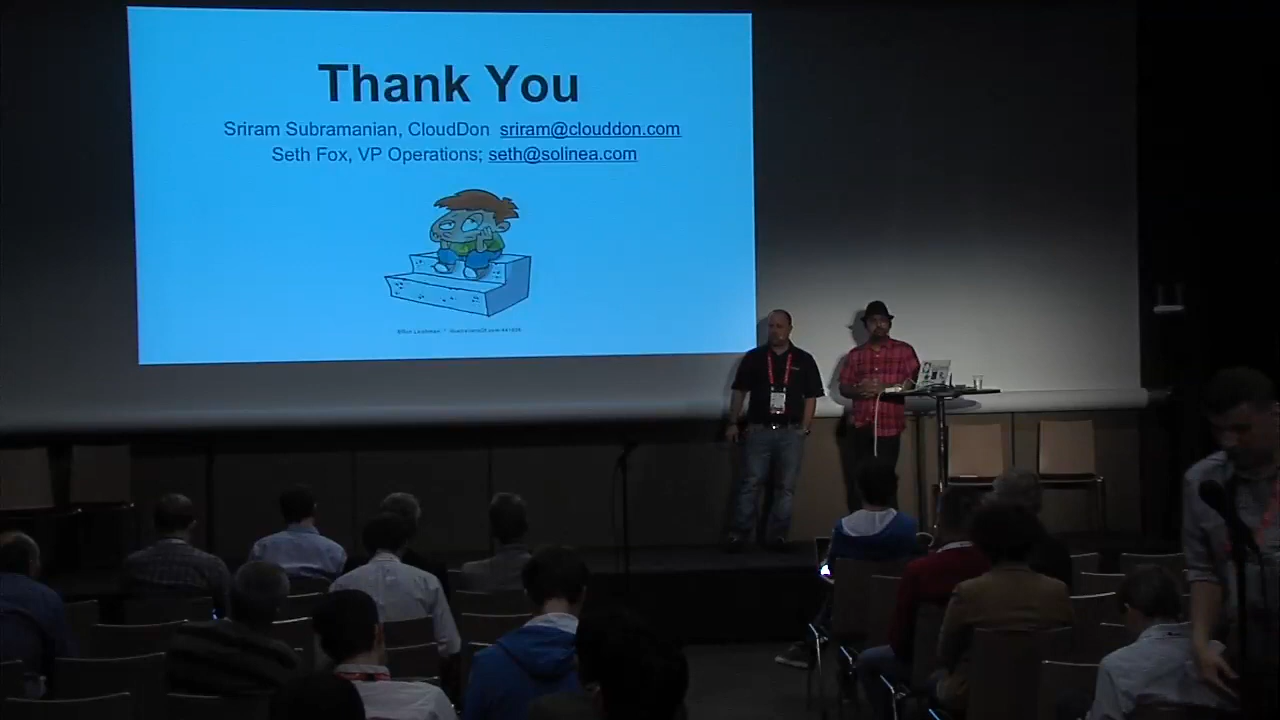 Thank You
Sriram Subramanian, CloudDon sriram@clouddon.com
Seth Fox, VP Operations; seth@solinea.com